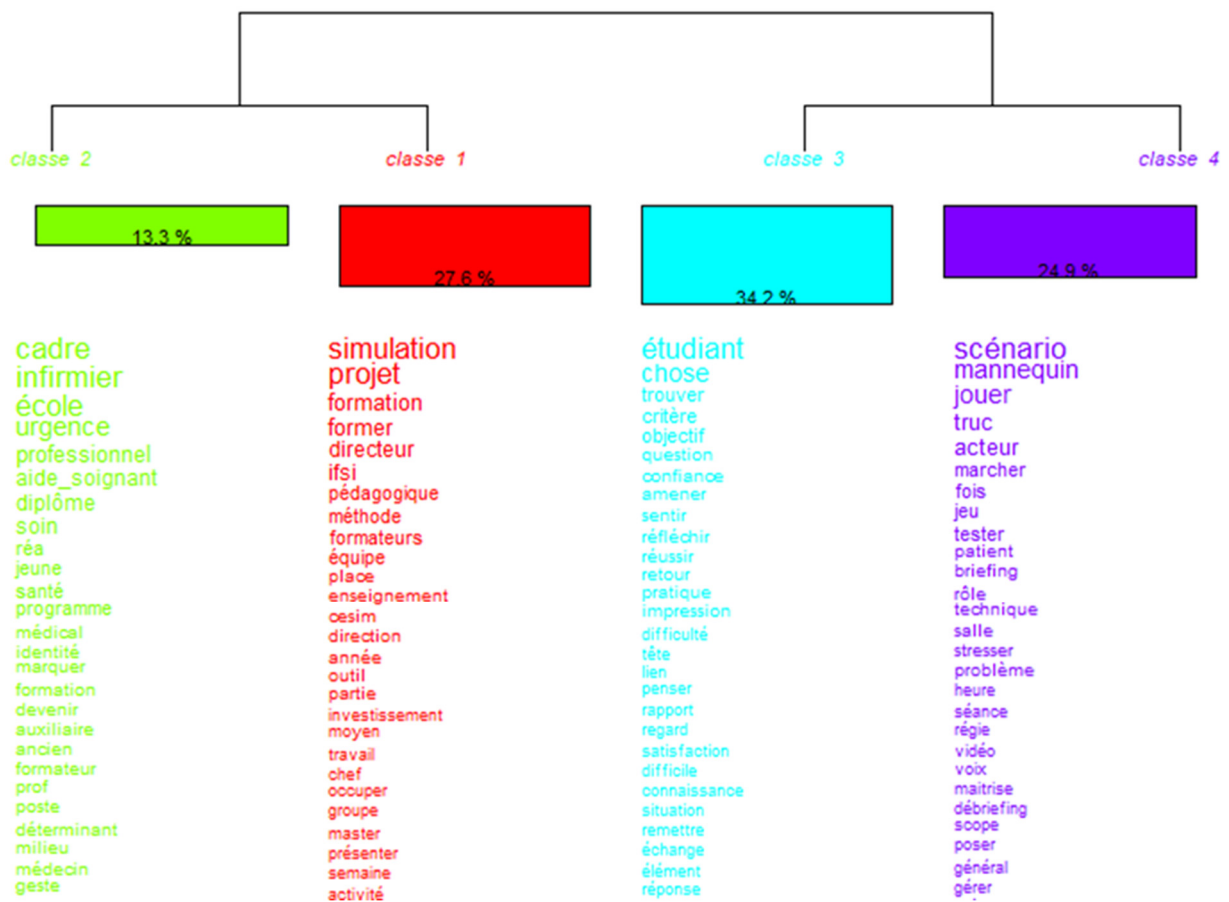 classe 2
classe 1
classe 3
classe 4
13.3 %
27.6 %
34.2 %
24.9 %
cadre
infirmier
école
urgence
professionnel
aide_soignant
diplôme
soin
réa
jeune
santé
programme
médical
identité
marquer
formation
devenir
auxiliaire
ancien
formateur
prof
poste
déterminant
milieu
médecin
geste
simulation
projet
formation
former
directeur
ifsi
pédagogique
méthode
formateurs
équipe
place
enseignement
cesim
direction
année
outil
partie
investissement
moyen
travail
chef
occuper
groupe
master
présenter
semaine
activité
étudiant
chose
trouver
critère
objectif
question
confiance
amener
sentir
réfléchir
réussir
retour
pratique
impression
difficulté
tête
lien
penser
rapport
regard
satisfaction
difficile
connaissance
situation
remettre
échange
élément
réponse
scénario
mannequin
jouer
truc
acteur
marcher
fois
jeu
tester
patient
briefing
rôle
technique
salle
stresser
problème
heure
séance
régie
vidéo
voix
maitrise
débriefing
scope
poser
général
gérer